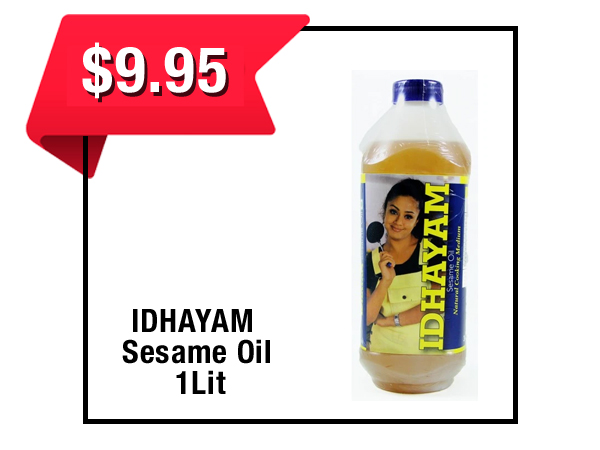 $9.95
IDHAYAM
Sesame Oil
Natural Cooking Medium
IDHAYAM
Sesame Oil
1Lit